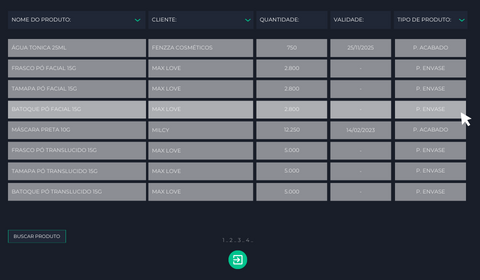 NOME DO PRODUTO: CLIENTE: QUANTIDADE: VALIDADE: TIPO DE PRODUTO:
ÁGUA TONICA 25ML FENZZA COSMETICOS 750 25/11/2025 P. ACABADO
FRASCO PÓ FACIAL 15G MAX LOVE 2.800 - P. ENVASE
TAMAPA PÓ FACIAL 15G MAX LOVE 2.800 - P. ENVASE
BATOQUE PÓ FACIAL 15G MAX LOVE 2.800 - P. ENVASE
MASCARA PRETA 10G MILCY 12.250 14/02/2023 P. ACABADO
FRASCO PÓ TRANSLUCIDO 15G MAX LOVE 5.000 - P. ENVASE
TAMAPA PÓ TRANSLUCIDO 15G MAX LOVE 5.000 - P. ENVASE
BATOQUE PÓ TRANSLUCIDO 15G MAX LOVE 5.000 - P. ENVASE
BUSCAR PRODUTO
1 . 2 . 3 . 4 .